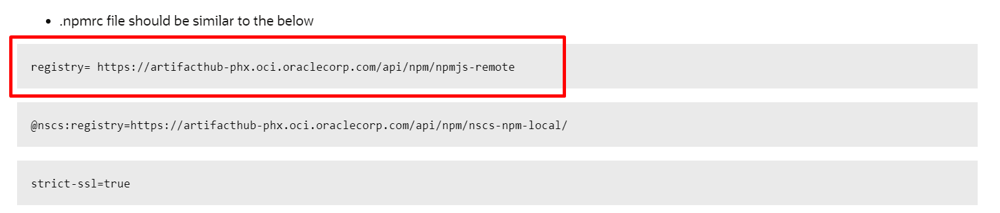 • .npmrc file should be similar to the below
registry= https://artifacthub-phx.oci.oraclecorp.com/api/npm/npmjs-remote
@nscs:registry=https://artifacthub-phx.oci.oraclecorp.com/api/npm/nscs-npm-local/
strict-ssl=true